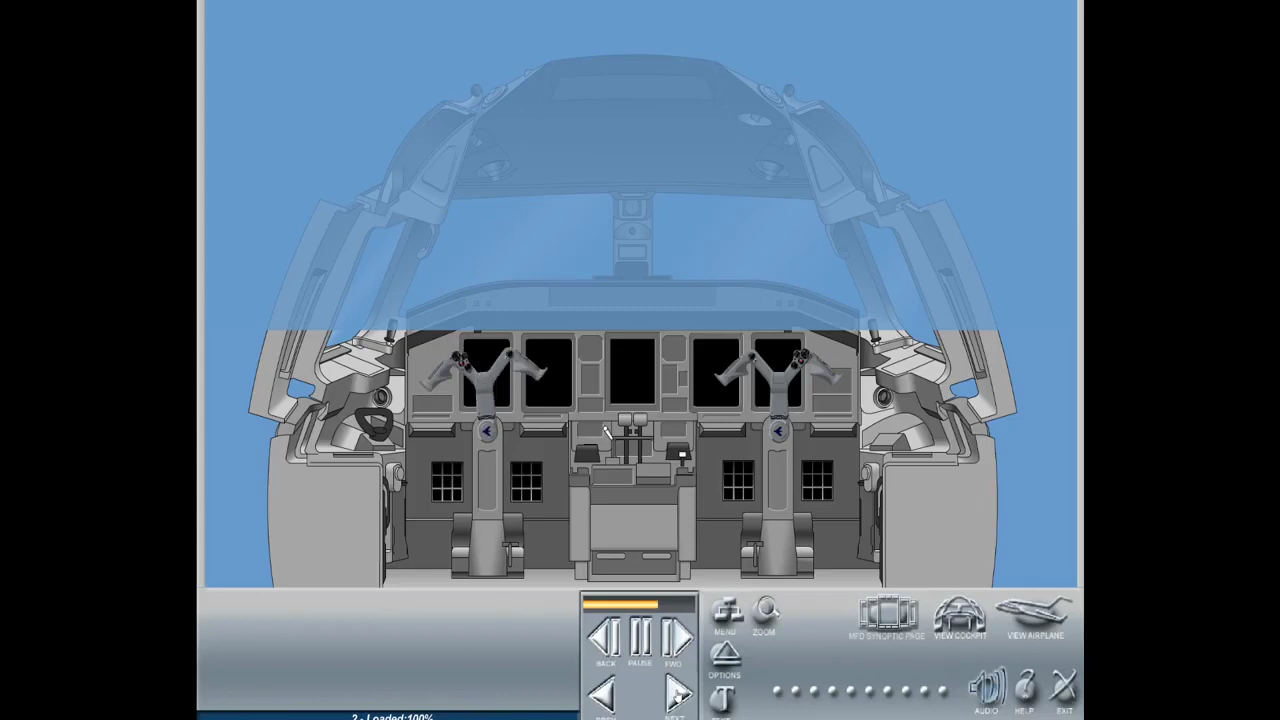 MENU
ZOOM
MFD SYNOPTIC PAGE
VIEW COCKPIT
VIEW AIRPLANE
BACK
PAUSE
FWD
OPTIONS
AUDIO
HELP
EXIT
NEXT
2 - Loaded:100%